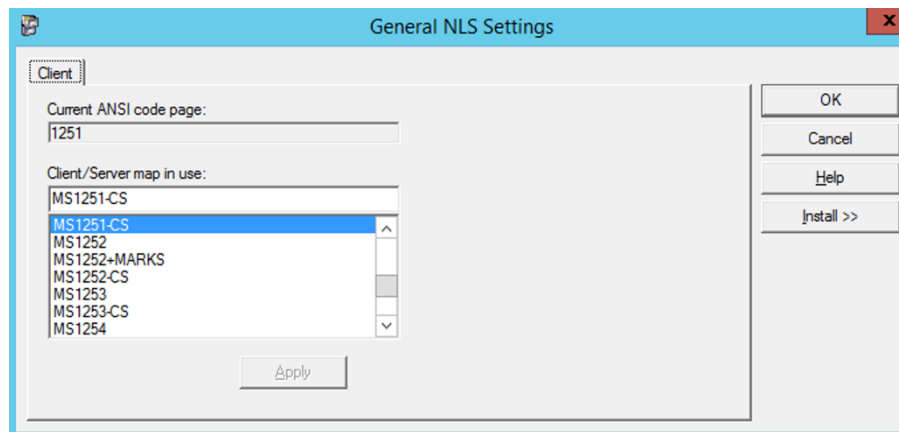 General NLS Settings
x
Client
Current ANSI code page:
1251
Client/Server map in use:
MS1251-CS
MS1251-CS
MS1252
MS1252+MARKS
MS1252-CS
MS1253
MS1253-CS
MS1254
Apply
OK
Cancel
Help
Install >>